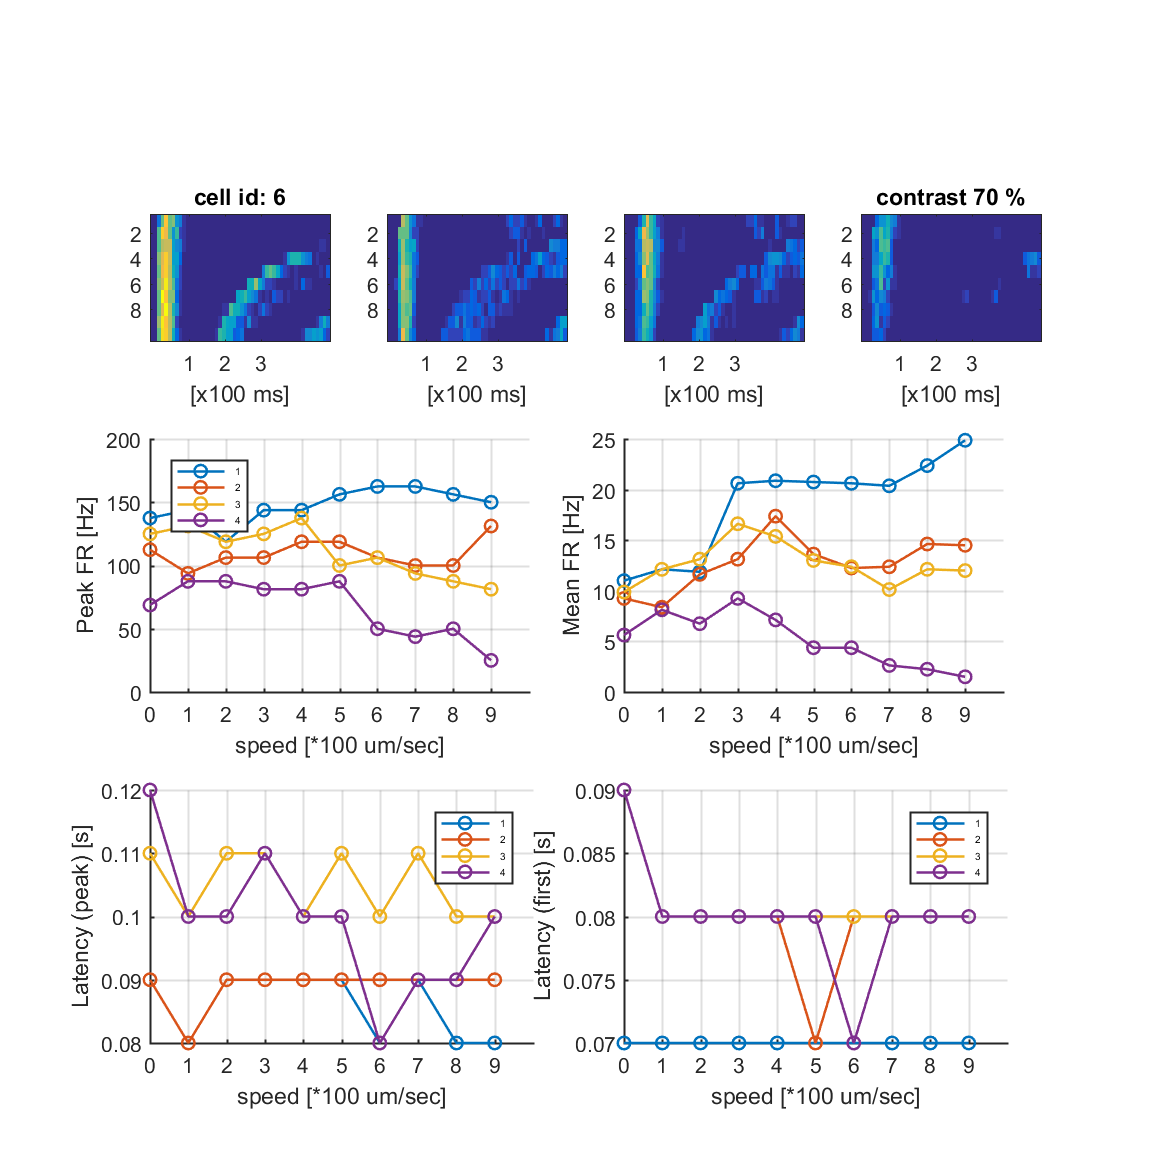 cell id: 6
contrast 70 %
2
4
6
8
1 2 3
[x100 ms]
2
4
6
8
1 2 3
[x100 ms]
2
4
6
8
1 2 3
[x100 ms]
2
4
6
8
1 2 3
[x100 ms]
Peak FR [Hz]
200
150
100
50
0
1
2
3
4
0 1 2 3 4 5 6 7 8 9
speed [*100 um/sec]
Mean FR [Hz]
25
20
15
10
5
0
0 1 2 3 4 5 6 7 8 9
speed [*100 um/sec]
Latency (peak) [s]
0.12
0.11
0.1
0.09
0.08
1
2
3
4
0 1 2 3 4 5 6 7 8 9
speed [*100 um/sec]
Latency (first) [s]
0.09
0.085
0.08
0.075
0.07
1
2
3
4
0 1 2 3 4 5 6 7 8 9
speed [*100 um/sec]